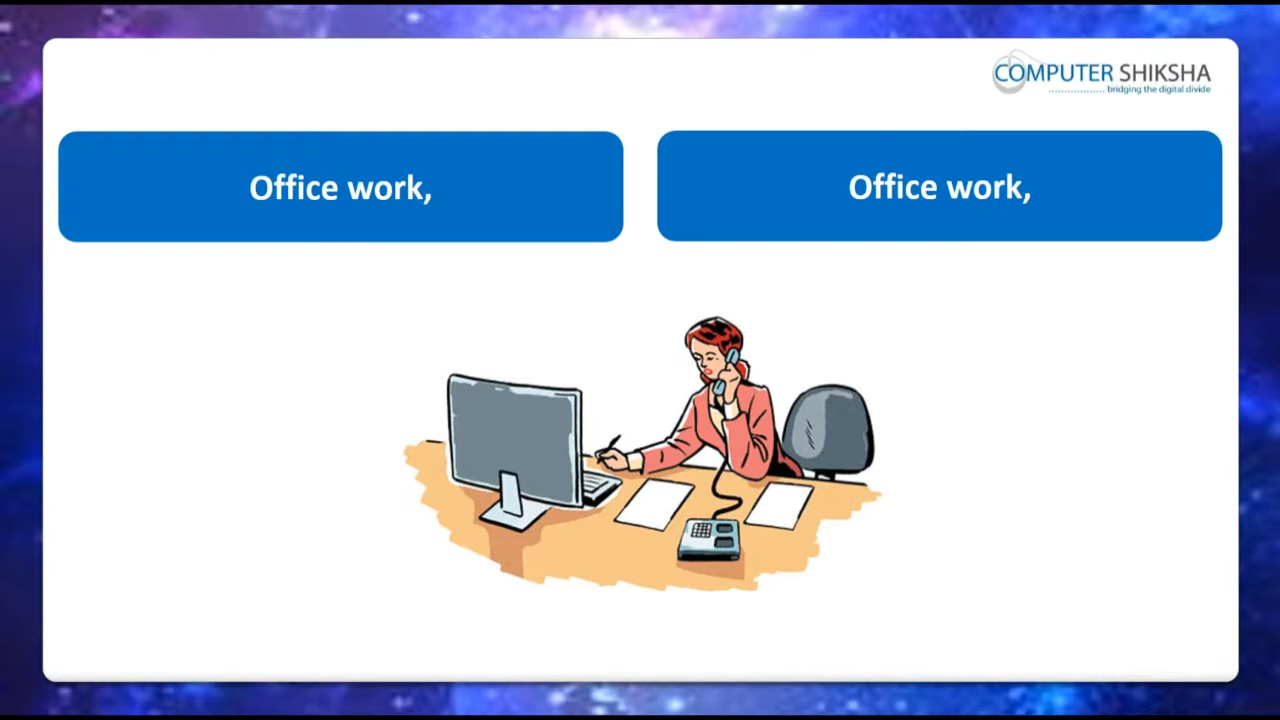 COMPUTER SHIKSHA
.................. bridging the digital divide
Office work,
Office work,